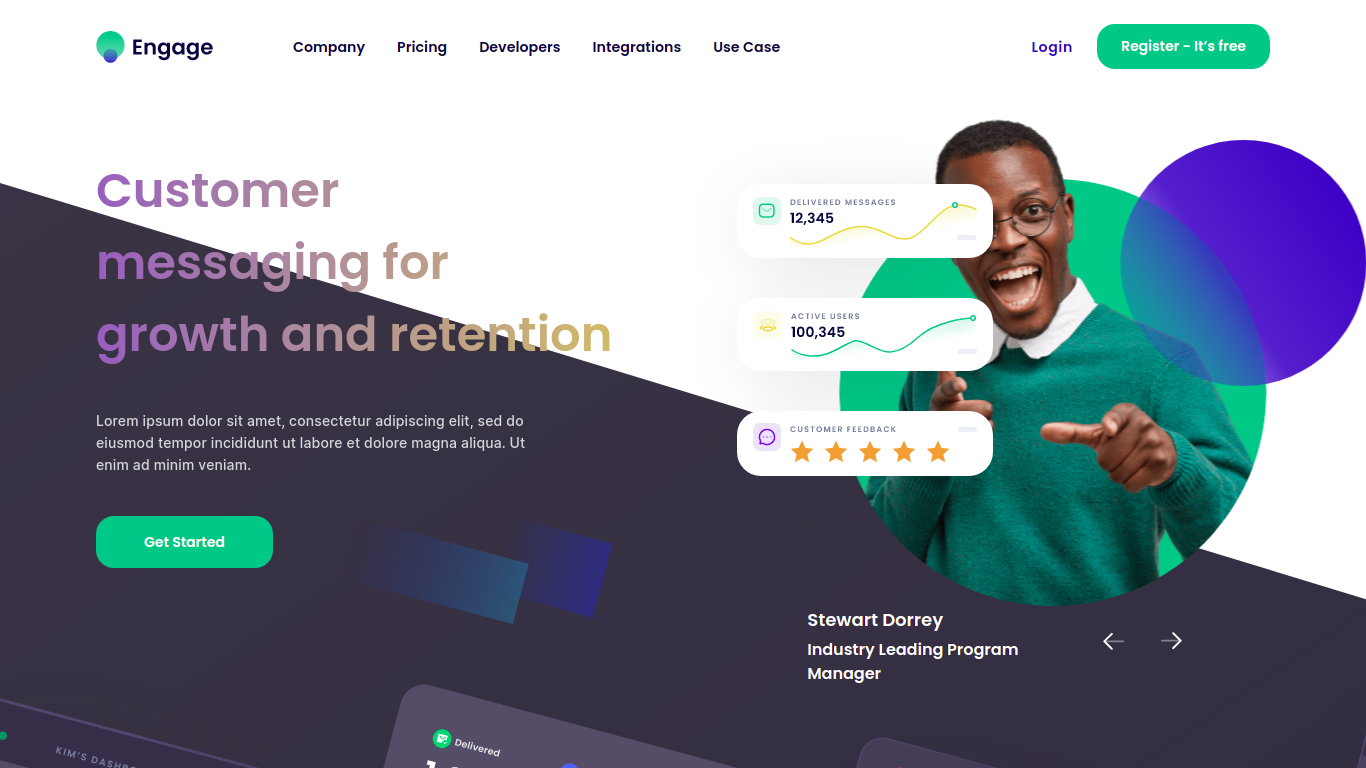 Engage
Company
Pricing
Developers
Integrations
Use Case
Login
Register - It's free
Customer
messaging for
growth and retention
Lorem ipsum dolor sit amet, consectetur adipiscing elit, sed do
eiusmod tempor incididunt ut labore et dolore magna aliqua. Ut
enim ad minim veniam.
Get Started
DELIVERED MESSAGES
12,345
ACTIVE USERS
100,345
CUSTOMER FEEDBACK
Stewart Dorrey
Industry Leading Program
Manager
KIM'S
Delivered